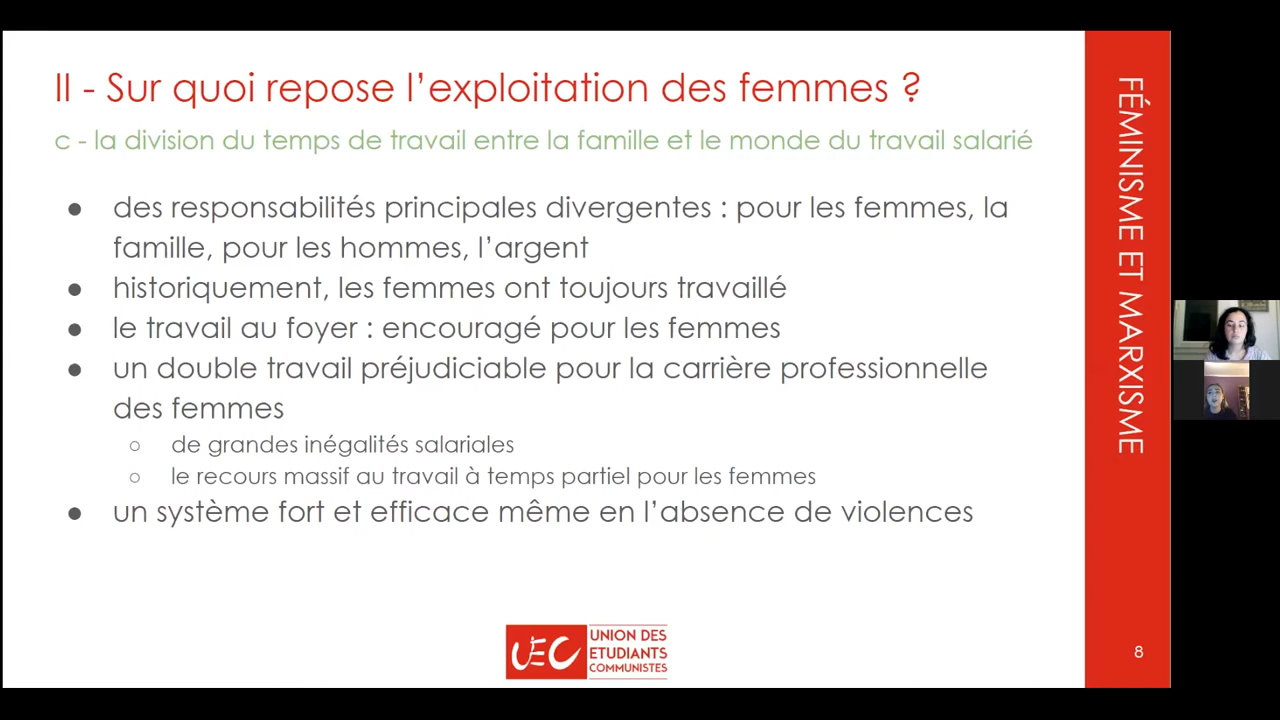 II - Sur quoi repose l’exploitation des femmes ?
c - la division du temps de travail entre la famille et le monde du travail salarié
● des responsabilités principales divergentes : pour les femmes, la
famille, pour les hommes, l’argent
● historiquement, les femmes ont toujours travaillé
● le travail au foyer : encouragé pour les femmes
● un double travail préjudiciable pour la carrière professionnelle
des femmes
○ de grandes inégalités salariales
○ le recours massif au travail à temps partiel pour les femmes
● un système fort et efficace même en l’absence de violences
FÉMINISME ET MARXISME
UEC
UNION DES
ETUDIANTS
COMMUNISTES
8